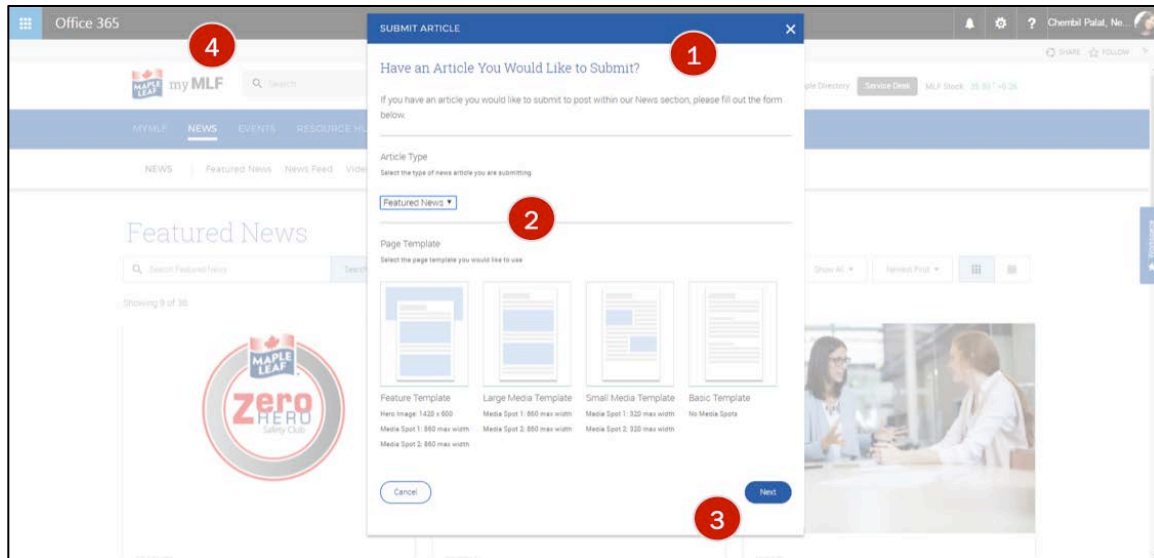 Office 365
4
SUBMIT ARTICLE
1
?
Chembil Palat, Ne...
SHARE
FOLLOW
MAPLE LEAF
myMLF
Search
Service Desk
MLF Stock
Have an Article You Would Like to Submit?
If you have an article you would like to submit to post within our News section, please fill out the form
below.
MYMLF NEWS EVENTS RESOURCE HU
NEWS Featured News News Feed Vide
Article Type
Select the type of news article you are submitting
Featured News
2
Featured News
Search Featured News
Search
Show All
Newest Post
Page Template
Select the page template you would like to use
Showing 9 of 36
MAPLE
LEAF
Zero
HERO
Safety Club
Feature Template
Hero Image: 1420 x 600
Media Spot 1: 860 max width
Media Spot 2: 860 max width
Large Media Template
Media Spot 1: 860 max width
Media Spot 2: 860 max width
Small Media Template
Media Spot 1: 320 max width
Media Spot 2: 320 max width
Basic Template
No Media Spots
Cancel
Next
3